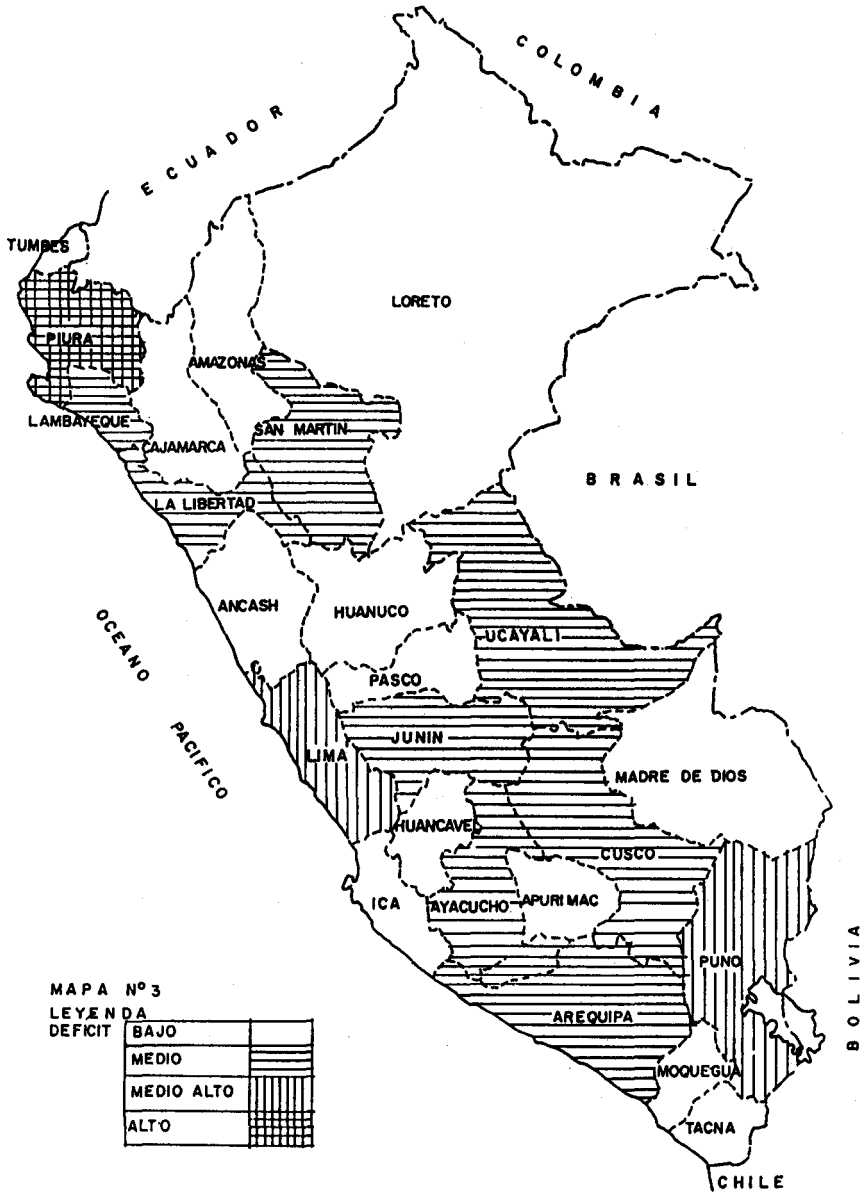 COLOMBIA
ECUADOR
TUMBES
LORETO
PIURA
AMAZONAS
LAMBAYEQUE
SAN MARTIN
CAJAMARCA
BRASIL
LA LIBERTAD
ANCASH
HUANUCO
UCAYALI
OCEANO
PACIFICO
PASCO
JUNIN
LIMA
MADRE DE DIOS
HUANCAVEL
CUSCO
ICA
AYACUCHO
APURIMAC
PUNO
BOLIVIA
AREQUIPA
MOQUEGUA
TACNA
CHILE
MAPA Nº 3
LEYENDA
DEFICIT
BAJO
MEDIO
MEDIO ALTO
ALTO